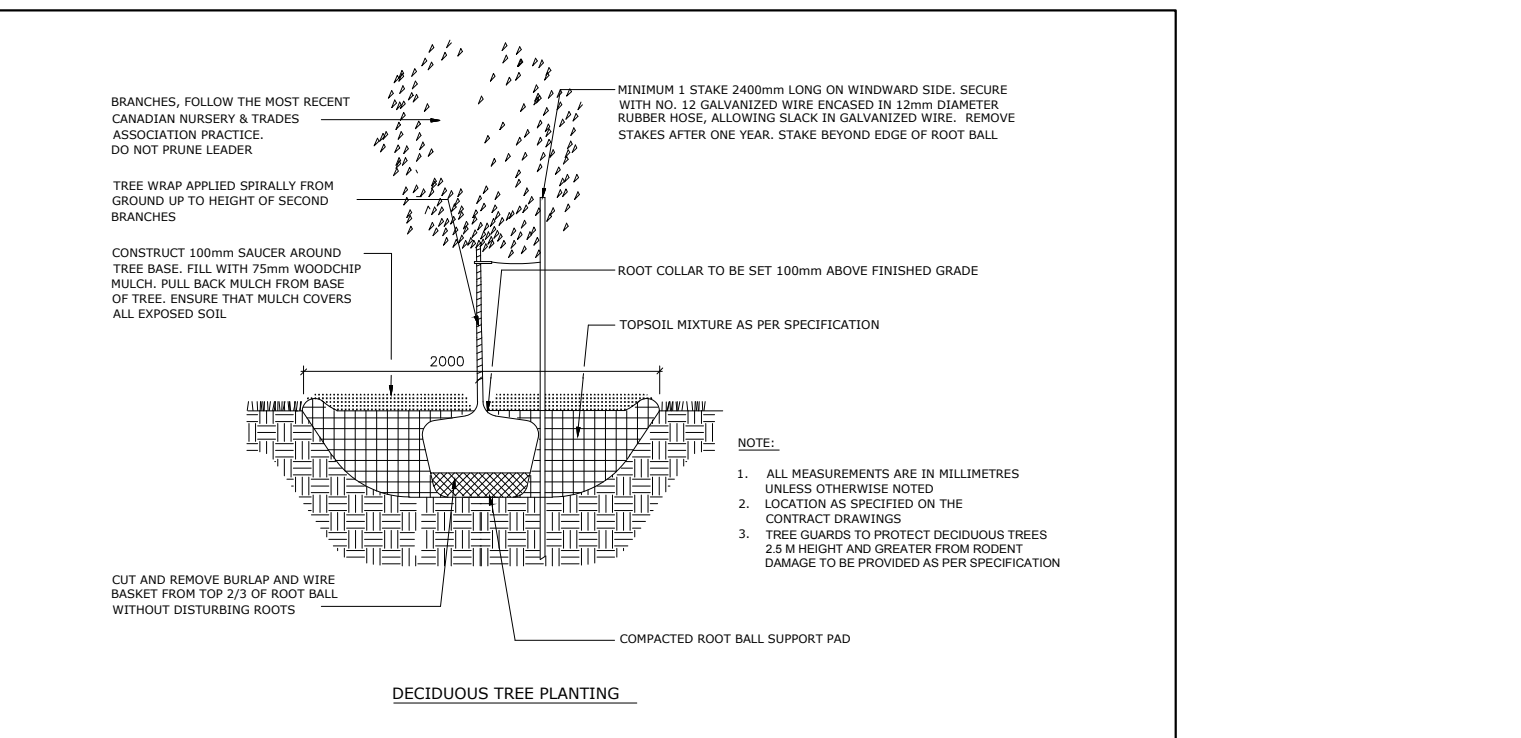 BRANCHES, FOLLOW THE MOST RECENT
CANADIAN NURSERY & TRADES
ASSOCIATION PRACTICE.
DO NOT PRUNE LEADER
TREE WRAP APPLIED SPIRALLY FROM
GROUND UP TO HEIGHT OF SECOND
BRANCHES
CONSTRUCT 100mm SAUCER AROUND
TREE BASE. FILL WITH 75mm WOODCHIP
MULCH. PULL BACK MULCH FROM BASE
OF TREE. ENSURE THAT MULCH COVERS
ALL EXPOSED SOIL
MINIMUM 1 STAKE 2400mm LONG ON WINDWARD SIDE. SECURE
WITH NO. 12 GALVANIZED WIRE ENCASED IN 12mm DIAMETER
RUBBER HOSE, ALLOWING SLACK IN GALVANIZED WIRE. REMOVE
STAKES AFTER ONE YEAR. STAKE BEYOND EDGE OF ROOT BALL
ROOT COLLAR TO BE SET 100mm ABOVE FINISHED GRADE
TOPSOIL MIXTURE AS PER SPECIFICATION
2000
NOTE:
1. ALL MEASUREMENTS ARE IN MILLIMETRES
UNLESS OTHERWISE NOTED
2. LOCATION AS SPECIFIED ON THE
CONTRACT DRAWINGS
3. TREE GUARDS TO PROTECT DECIDUOUS TREES
2.5 M HEIGHT AND GREATER FROM RODENT
DAMAGE TO BE PROVIDED AS PER SPECIFICATION
CUT AND REMOVE BURLAP AND WIRE
BASKET FROM TOP 2/3 OF ROOT BALL
WITHOUT DISTURBING ROOTS
COMPACTED ROOT BALL SUPPORT PAD
DECIDUOUS TREE PLANTING